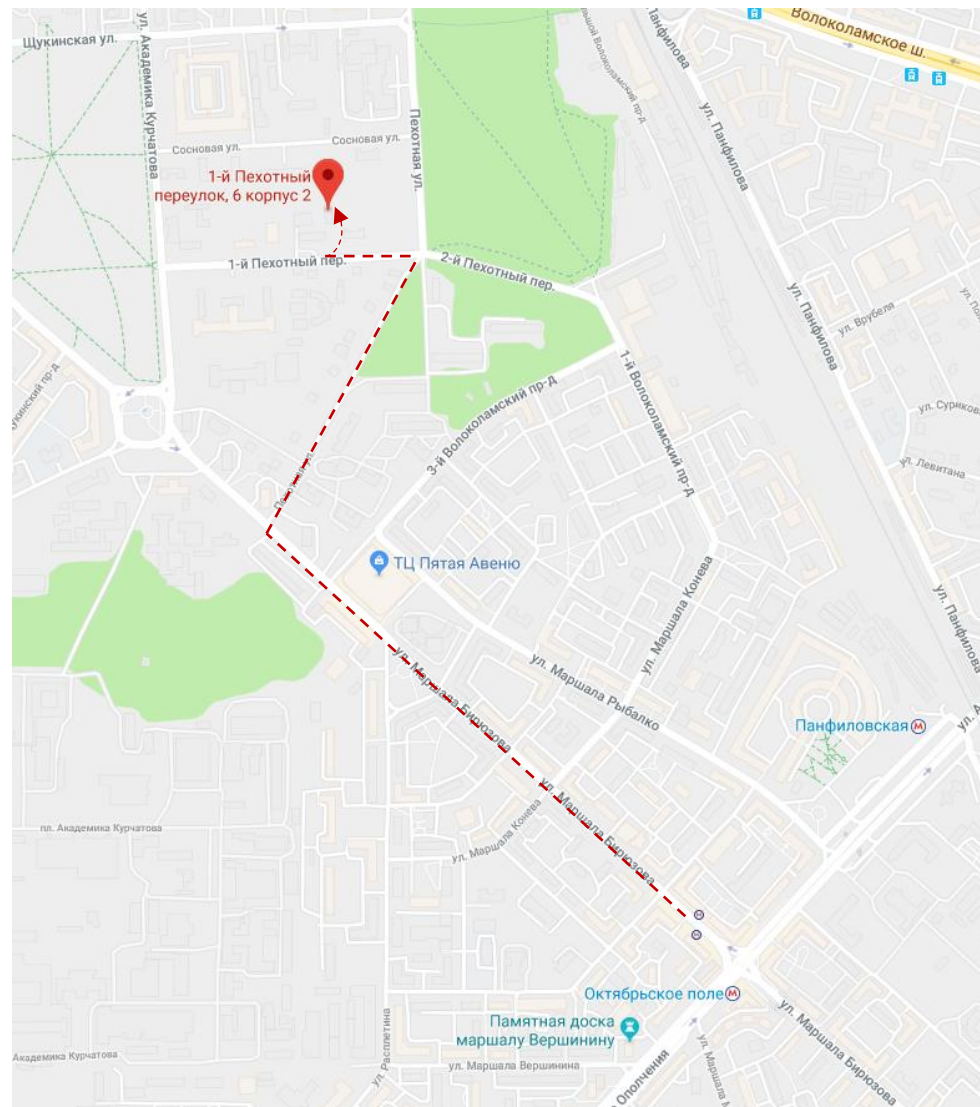 Волоколамское ш.
Щукинская ул.
ул. Академика Курчатова
Пехотная ул.
ул. Панфилова
Сосновая ул.
1-й Пехотный
переулок, 6 корпус 2
1-й Пехотный пер.
2-й Пехотный пер.
ул. Панфилова
ул. Врубеля
1-й Волоколамский пр-д
3-й Волоколамский пр-д
ул. Сурикова
ул. Левитана
ТЦ Пятая Авеню
ул. Маршала Конева
ул. Панфилова
ул. Маршала Бирюзова
ул. Маршала Рыбалко
Панфиловская
ул. Маршала Бирюзова
ул. Маршала Конева
пл. Академика Курчатова
Октябрьское поле
Памятная доска
маршалу Вершинину
ул. Маршала Бирюзова
Академика Курчатова
ул. Расплетина
ул. Маршала Вершинина
Ополчения